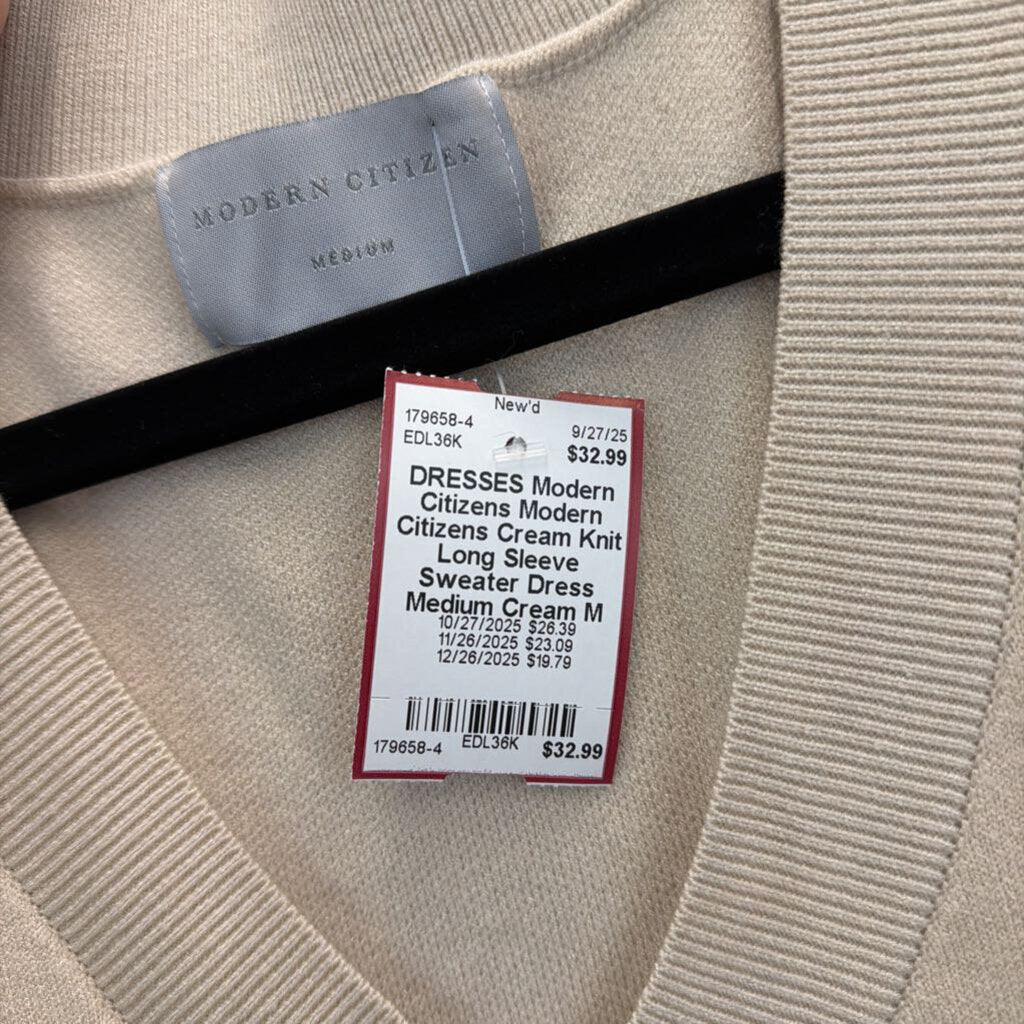 MODERN CITIZEN
MEDIUM
New'd
179658-4
9/27/25
EDL36K
$32.99
DRESSES Modern
Citizens Modern
Citizens Cream Knit
Long Sleeve
Sweater Dress
Medium Cream M
10/27/2025 $26.39
11/26/2025 $23.09
12/26/2025 $19.79
179658-4 EDL36K $32.99